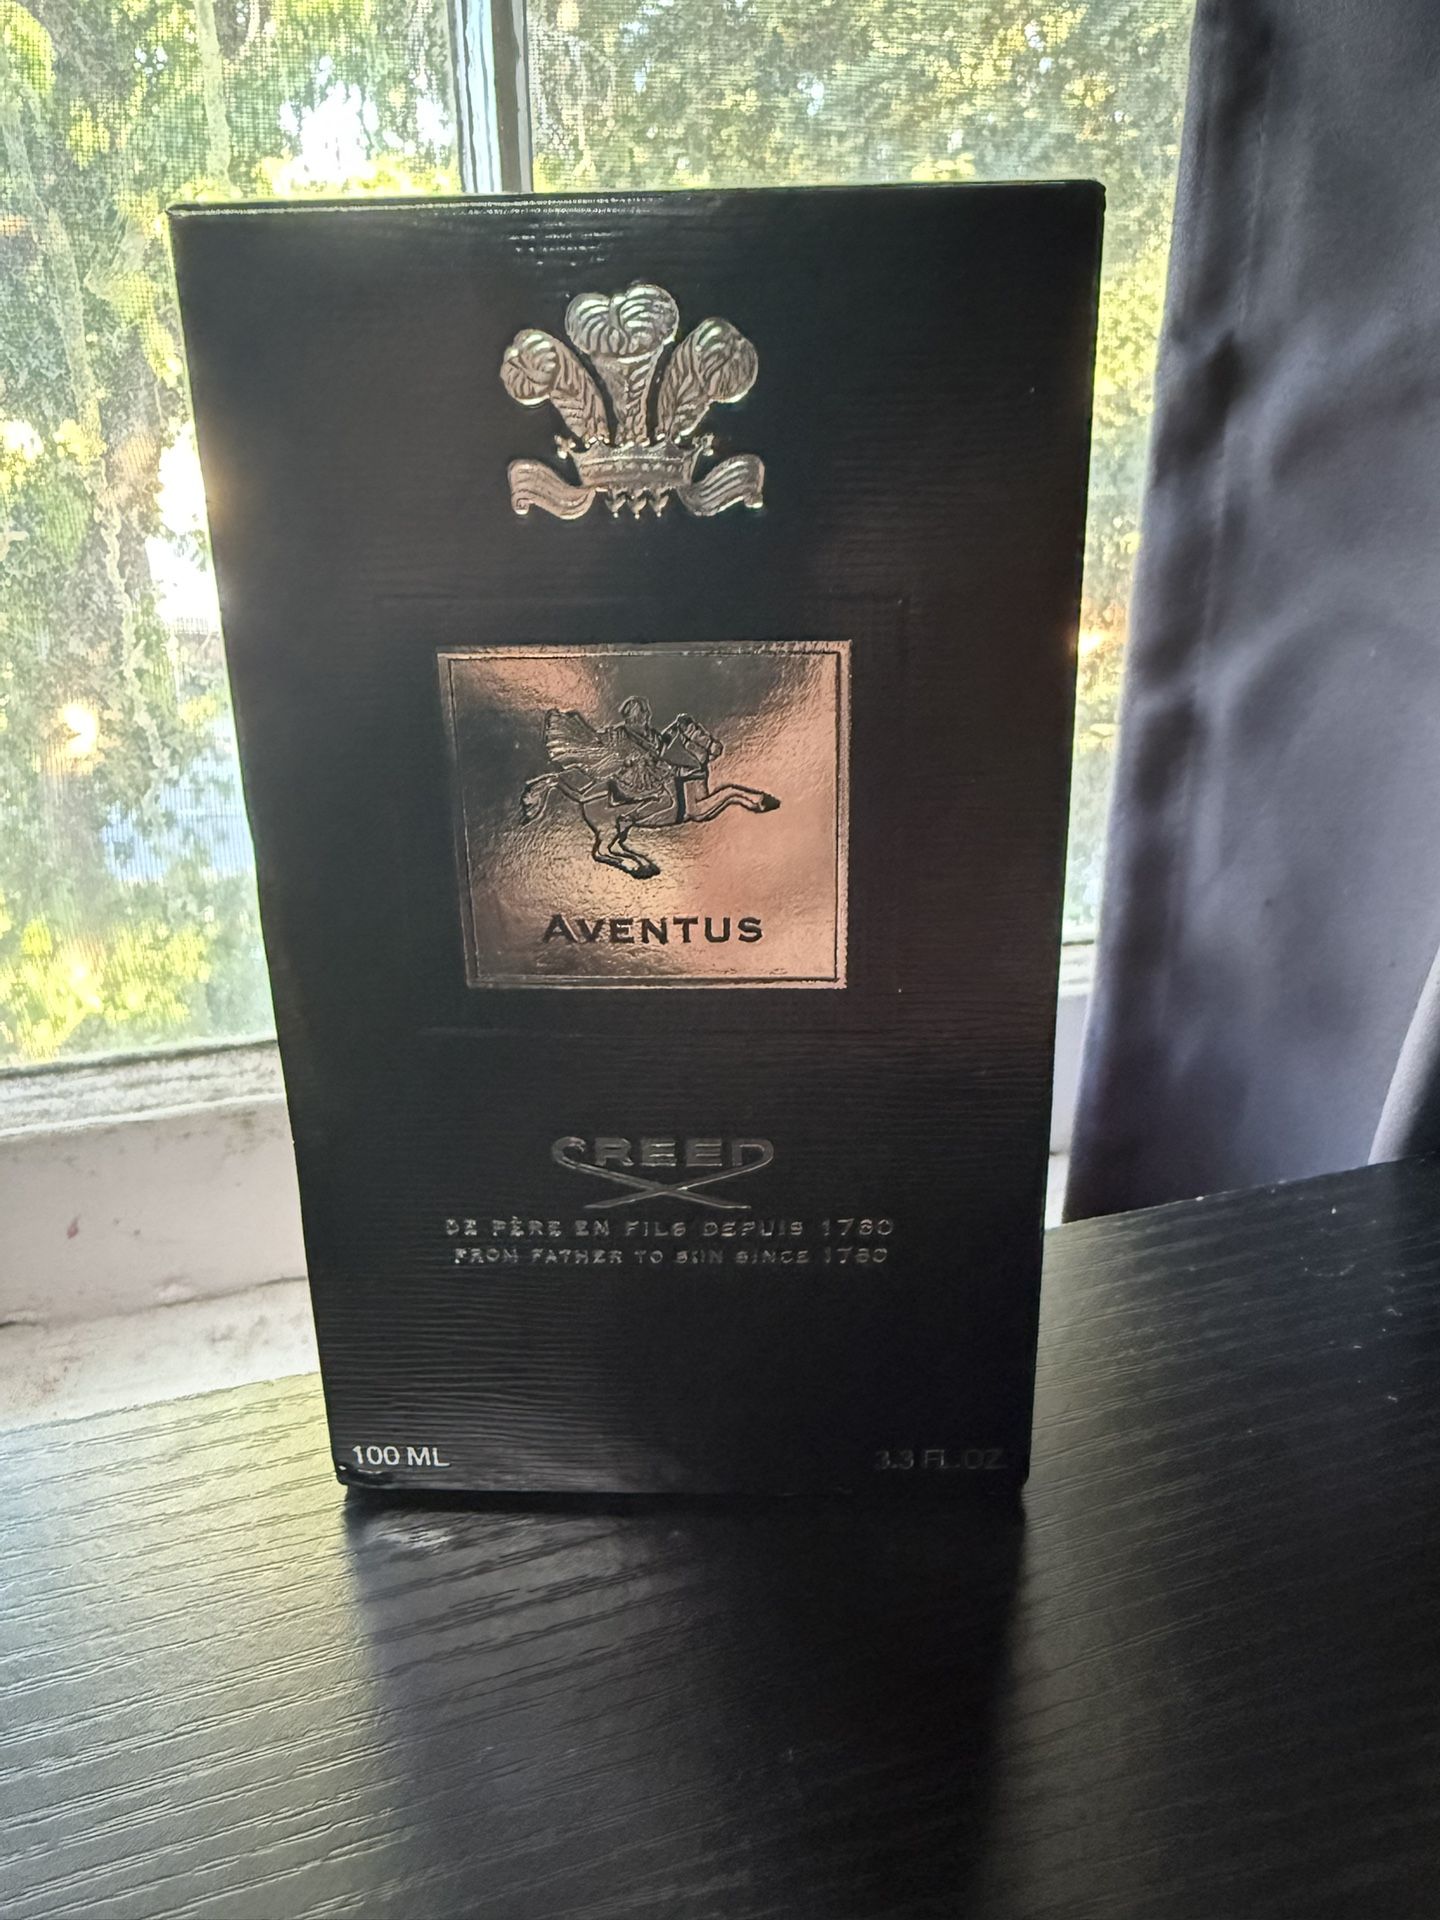 AVENTUS
CREED
DE PÈRE EN FILS DEPUIS 1760
FROM FATHER TO SON SINCE 1760
100 ML 3.3 FL.OZ